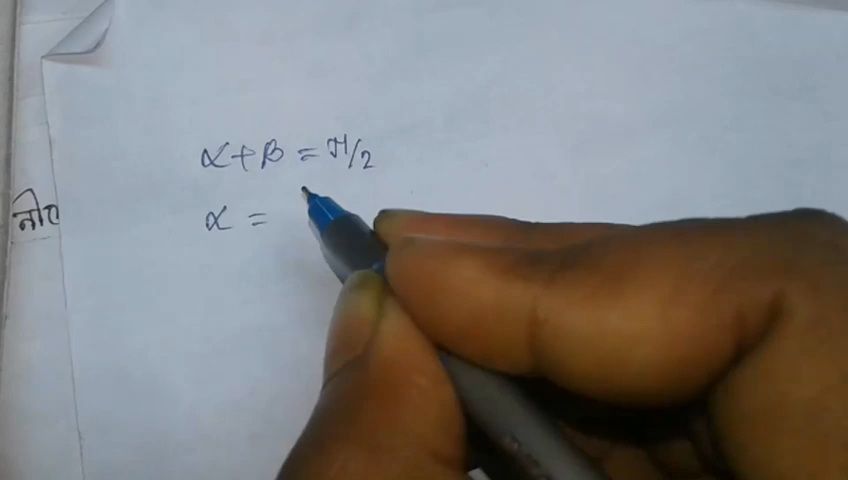 α+β = π/2
α =